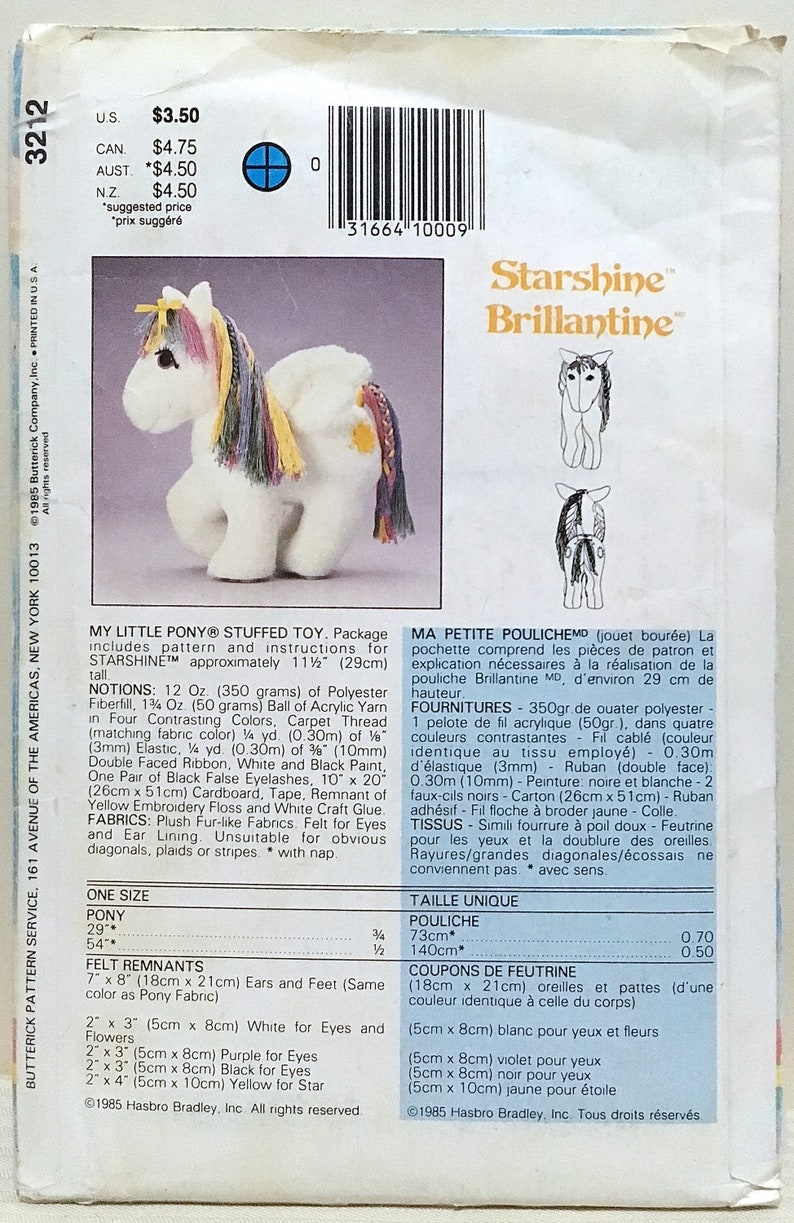 3212
U.S. $3.50
CAN. $4.75
AUST. *$4.50
N.Z. $4.50
*suggested price
*prix suggéré
0
31664 10009
Starshine™
Brillantine MD
MY LITTLE PONY® STUFFED TOY. Package
includes pattern and instructions for
STARSHINE™ approximately 11½" (29cm)
tall.
NOTIONS: 12 Oz. (350 grams) of Polyester
Fiberfill, 1¾ Oz. (50 grams) Ball of Acrylic Yarn
in Four Contrasting Colors, Carpet Thread
(matching fabric color) ¼ yd. (0.30m) of ⅛"
(3mm) Elastic, ¼ yd. (0.30m) of ⅜" (10mm)
Double Faced Ribbon, White and Black Paint,
One Pair of Black False Eyelashes, 10" x 20"
(26cm x 51cm) Cardboard, Tape, Remnant of
Yellow Embroidery Floss and White Craft Glue.
FABRICS: Plush Fur-like Fabrics. Felt for Eyes
and Ear Lining. Unsuitable for obvious
diagonals, plaids or stripes. * with nap.
ONE SIZE
PONY
29"* ¾
54"* ½
FELT REMNANTS
7" x 8" (18cm x 21cm) Ears and Feet (Same
color as Pony Fabric)
2" x 3" (5cm x 8cm) White for Eyes and
Flowers
2" x 3" (5cm x 8cm) Purple for Eyes
2" x 3" (5cm x 8cm) Black for Eyes
2" x 4" (5cm x 10cm) Yellow for Star
©1985 Hasbro Bradley, Inc. All rights reserved.
MA PETITE POULICHE MD (jouet bourée) La
pochette comprend les pièces de patron et
explication nécessaires à la réalisation de la
pouliche Brillantine MD, d'environ 29 cm de
hauteur.
FOURNITURES - 350gr. de ouater polyester -
1 pelote de fil acrylique (50gr.), dans quatre
couleurs contrastantes - Fil cablé (couleur
identique au tissu employé) - 0.30m
d'élastique (3mm) - Ruban (double face):
0.30m (10mm) - Peinture: noire et blanche - 2
faux-cils noirs - Carton (26cm x 51cm) - Ruban
adhésif - Fil floche à broder jaune - Colle.
TISSUS - Simili fourrure à poil doux - Feutrine
pour les yeux et la doublure des oreilles.
Rayures/grandes diagonales/écossais ne
conviennent pas. * avec sens.
TAILLE UNIQUE
POULICHE
73cm* 0.70
140cm* 0.50
COUPONS DE FEUTRINE
(18cm x 21cm) oreilles et pattes (d'une
couleur identique à celle du corps)
(5cm x 8cm) blanc pour yeux et fleurs
(5cm x 8cm) violet pour yeux
(5cm x 8cm) noir pour yeux
(5cm x 10cm) jaune pour étoile
©1985 Hasbro Bradley, Inc. Tous droits réservés.
BUTTERICK PATTERN SERVICE, 161 AVENUE OF THE AMERICAS, NEW YORK 10013
©1985 Butterick Company, Inc. • PRINTED IN U.S.A.
All rights reserved